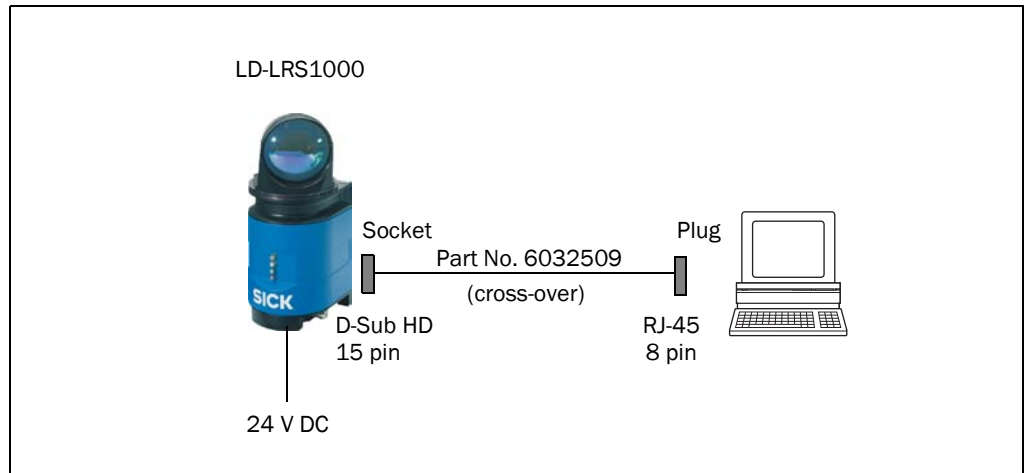 LD-LRS1000
SICK
Socket
Part No. 6032509
(cross-over)
Plug
D-Sub HD
15 pin
RJ-45
8 pin
24 V DC